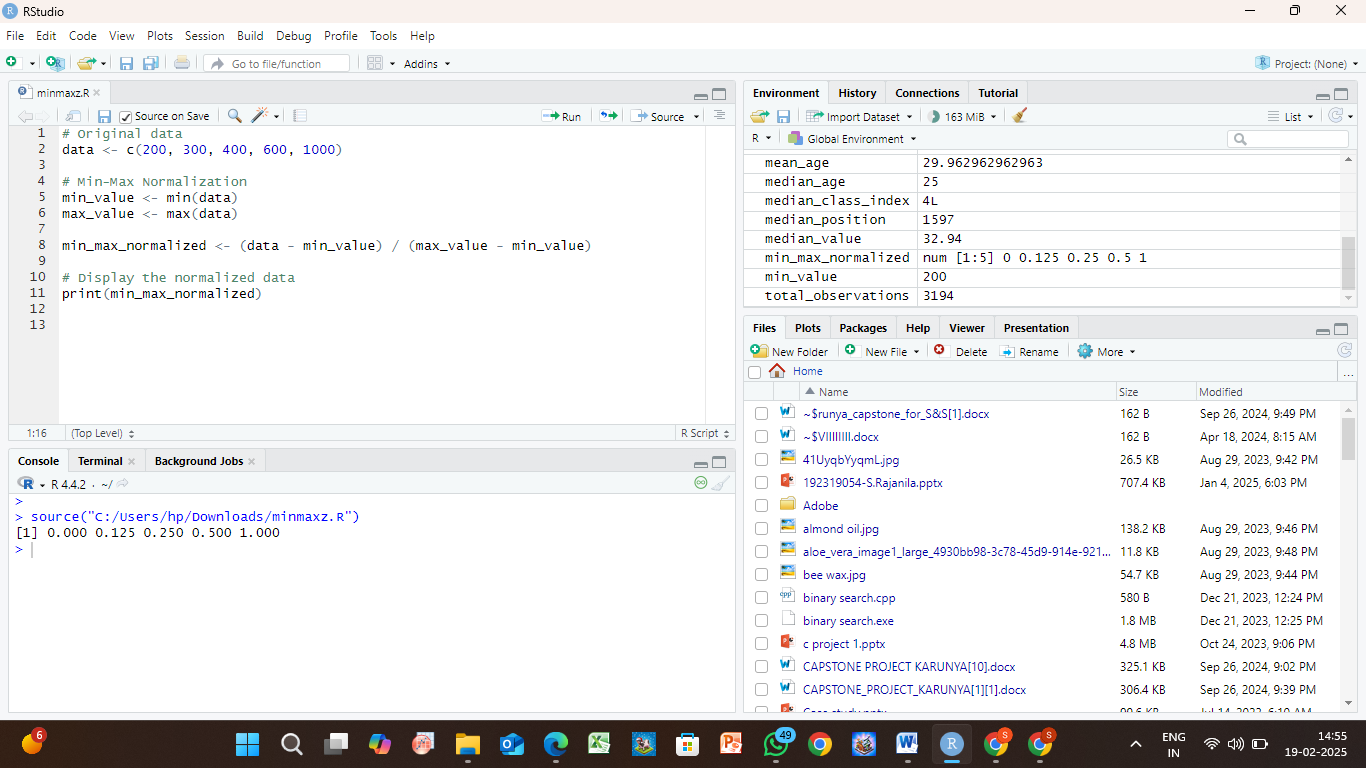 RStudio
File Edit Code View Plots Session Build Debug Profile Tools Help
Go to file/function Addins Project: (None)
minmaxz.R
Source on Save Run Source
1 # Original data
2 data <- c(200, 300, 400, 600, 1000)
3
4 # Min-Max Normalization
5 min_value <- min(data)
6 max_value <- max(data)
7
8 min_max_normalized <- (data - min_value) / (max_value - min_value)
9
10 # Display the normalized data
11 print(min_max_normalized)
12
13
1:16 (Top Level) R Script
Console Terminal Background Jobs
R 4.4.2 · ~/
>
> source("C:/Users/hp/Downloads/minmaxz.R")
[1] 0.000 0.125 0.250 0.500 1.000
>
Environment History Connections Tutorial
Import Dataset 163 MiB List
R Global Environment
mean_age 29.962962962963
median_age 25
median_class_index 4L
median_position 1597
median_value 32.94
min_max_normalized num [1:5] 0 0.125 0.25 0.5 1
min_value 200
total_observations 3194
Files Plots Packages Help Viewer Presentation
New Folder New File Delete Rename More
Home ...
Name Size Modified
~$runya_capstone_for_S&S[1].docx 162 B Sep 26, 2024, 9:49 PM
~$VIIIIIIII.docx 162 B Apr 18, 2024, 8:15 AM
41UyqbYyqmL.jpg 26.5 KB Aug 29, 2023, 9:42 PM
192319054-S.Rajanila.pptx 707.4 KB Jan 4, 2025, 6:03 PM
Adobe
almond oil.jpg 138.2 KB Aug 29, 2023, 9:46 PM
aloe_vera_image1_large_4930bb98-3c78-45d9-914e-921... 11.8 KB Aug 29, 2023, 9:48 PM
bee wax.jpg 54.7 KB Aug 29, 2023, 9:44 PM
binary search.cpp 580 B Dec 21, 2023, 12:24 PM
binary search.exe 1.8 MB Dec 21, 2023, 12:25 PM
c project 1.pptx 4.8 MB Oct 24, 2023, 9:06 PM
CAPSTONE PROJECT KARUNYA[10].docx 325.1 KB Sep 26, 2024, 9:02 PM
CAPSTONE_PROJECT_KARUNYA[1][1].docx 306.4 KB Sep 26, 2024, 9:39 PM
6 49 S S ENG 14:55
IN 19-02-2025